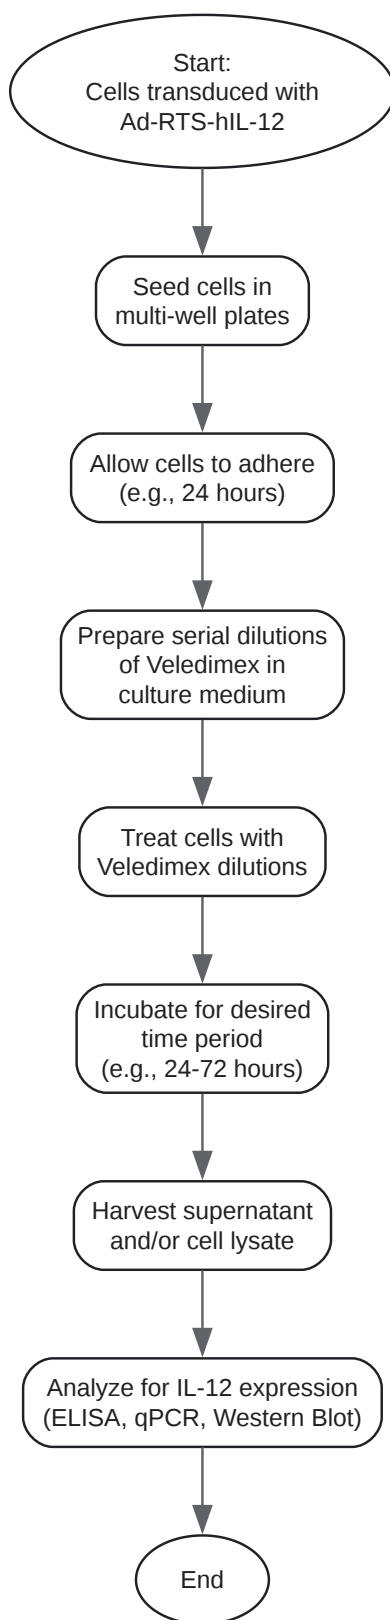 Start:
Cells transduced with
Ad-RTS-hIL-12
Seed cells in
multi-well plates
Allow cells to adhere
(e.g., 24 hours)
Prepare serial dilutions
of Veledimex in
culture medium
Treat cells with
Veledimex dilutions
Incubate for desired
time period
(e.g., 24-72 hours)
Harvest supernatant
and/or cell lysate
Analyze for IL-12 expression
(ELISA, qPCR, Western Blot)
End